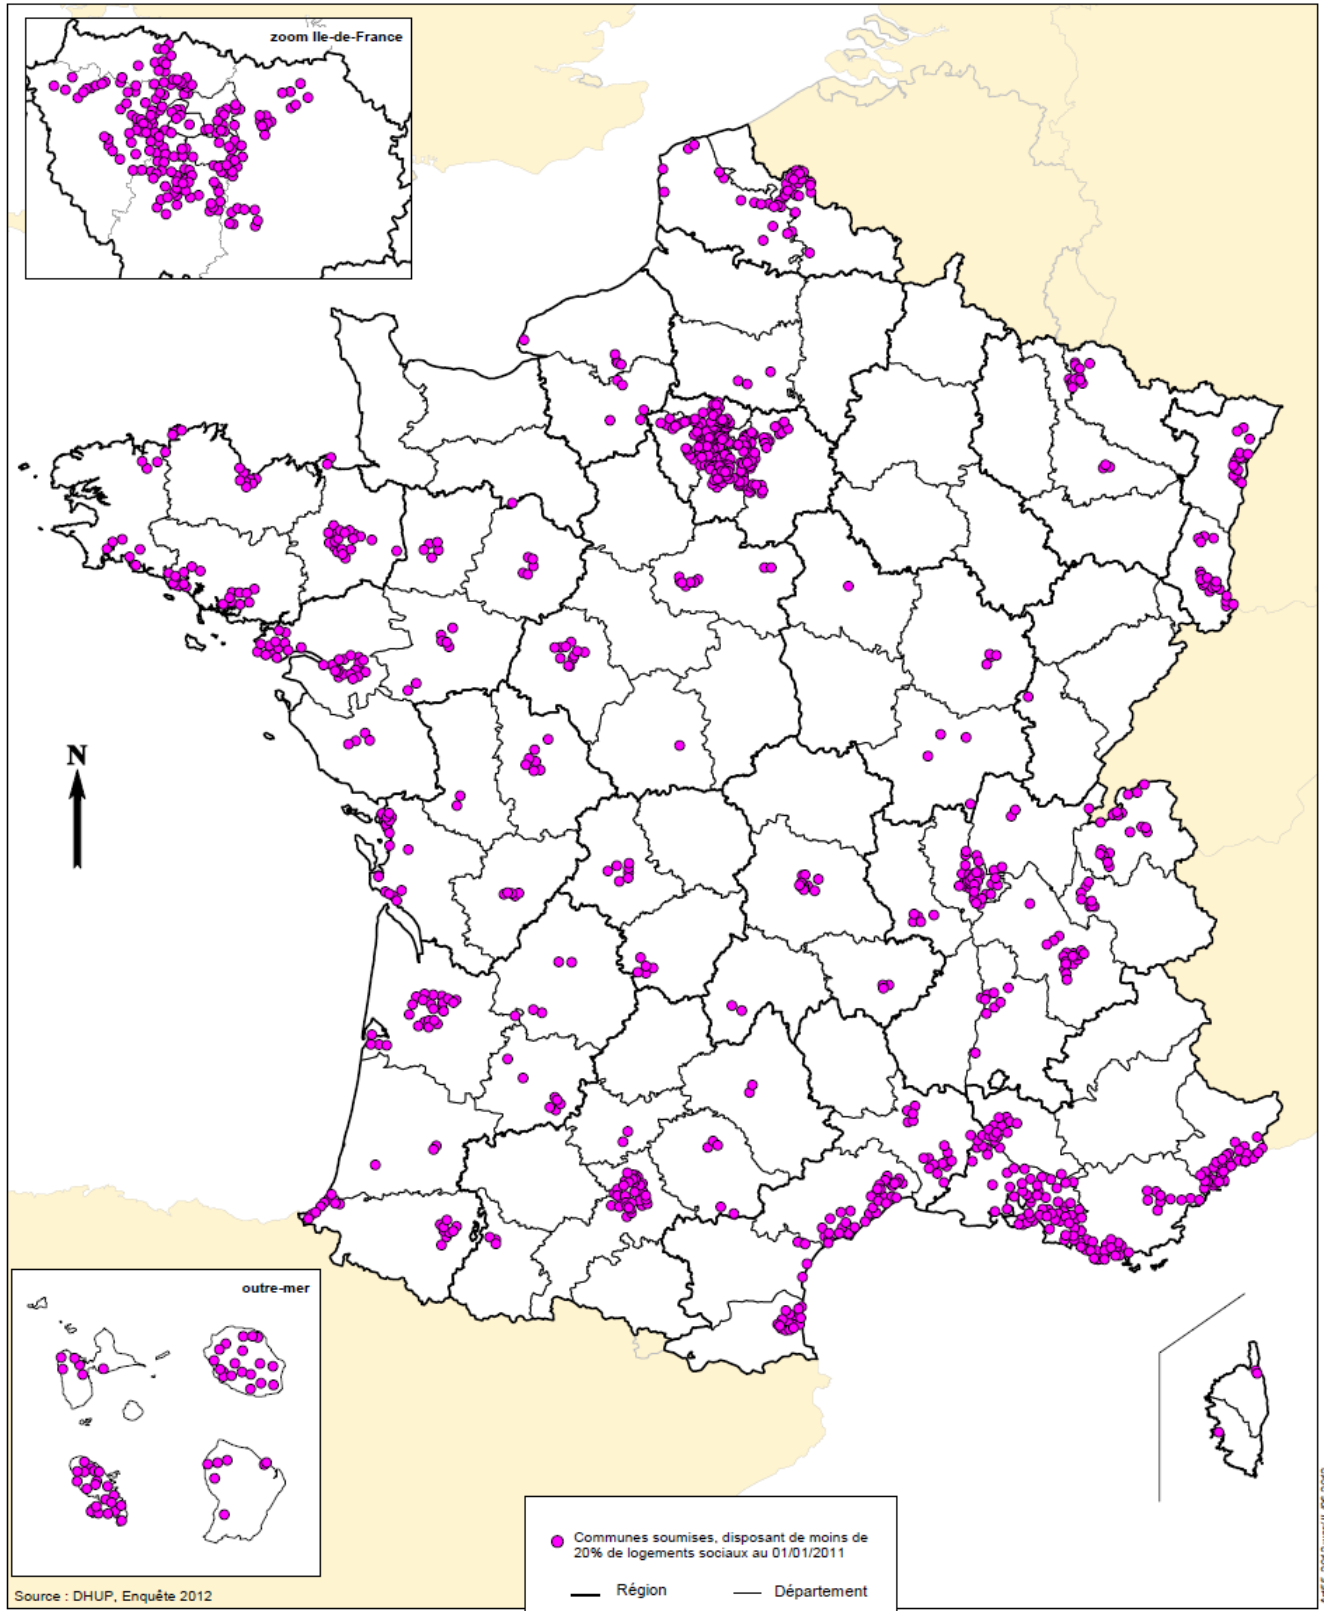 zoom Ile-de-France
N
outre-mer
Communes soumises, disposant de moins de
20% de logements sociaux au 01/01/2011
Région
Département
Source : DHUP, Enquête 2012